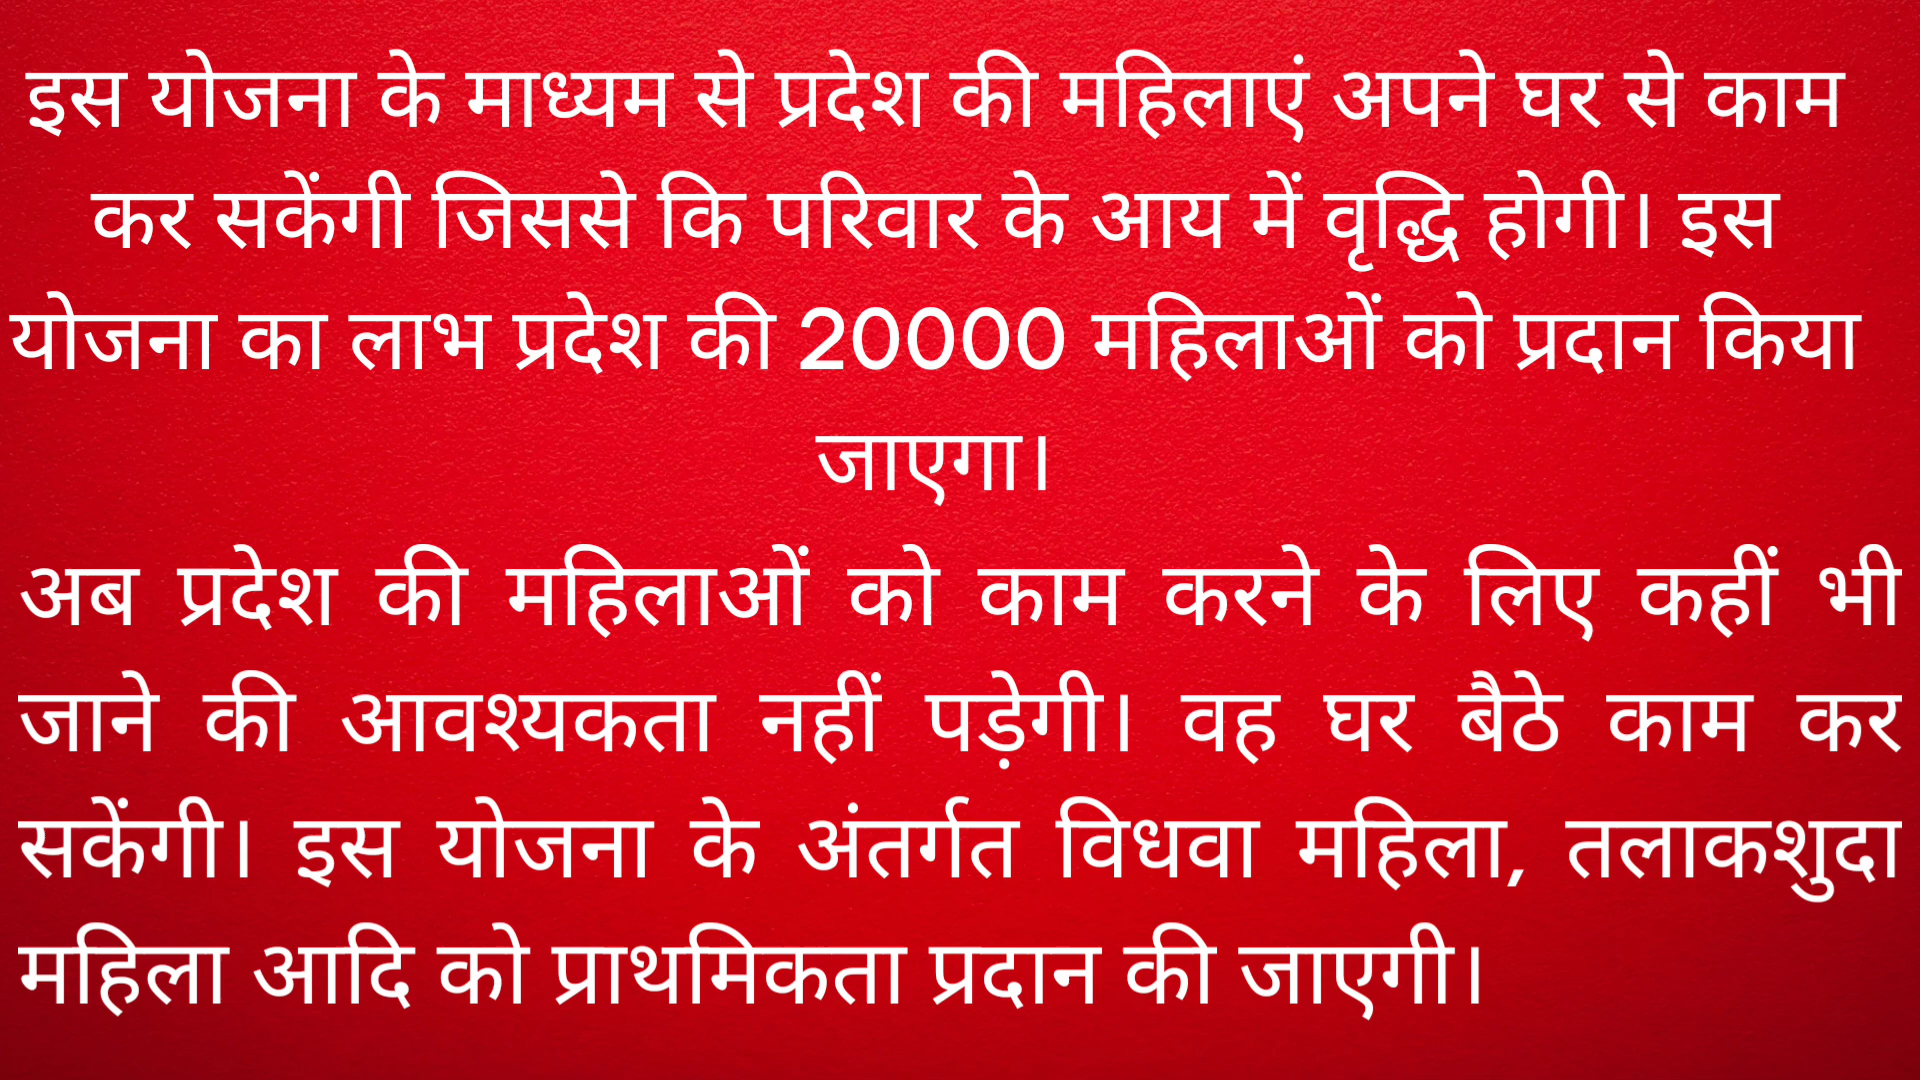 इस योजना के माध्यम से प्रदेश की महिलाएं अपने घर से काम
कर सकेंगी जिससे कि परिवार के आय में वृद्धि होगी। इस
योजना का लाभ प्रदेश की 20000 महिलाओं को प्रदान किया
जाएगा।
अब प्रदेश की महिलाओं को काम करने के लिए कहीं भी
जाने की आवश्यकता नहीं पड़ेगी। वह घर बैठे काम कर
सकेंगी। इस योजना के अंतर्गत विधवा महिला, तलाकशुदा
महिला आदि को प्राथमिकता प्रदान की जाएगी।